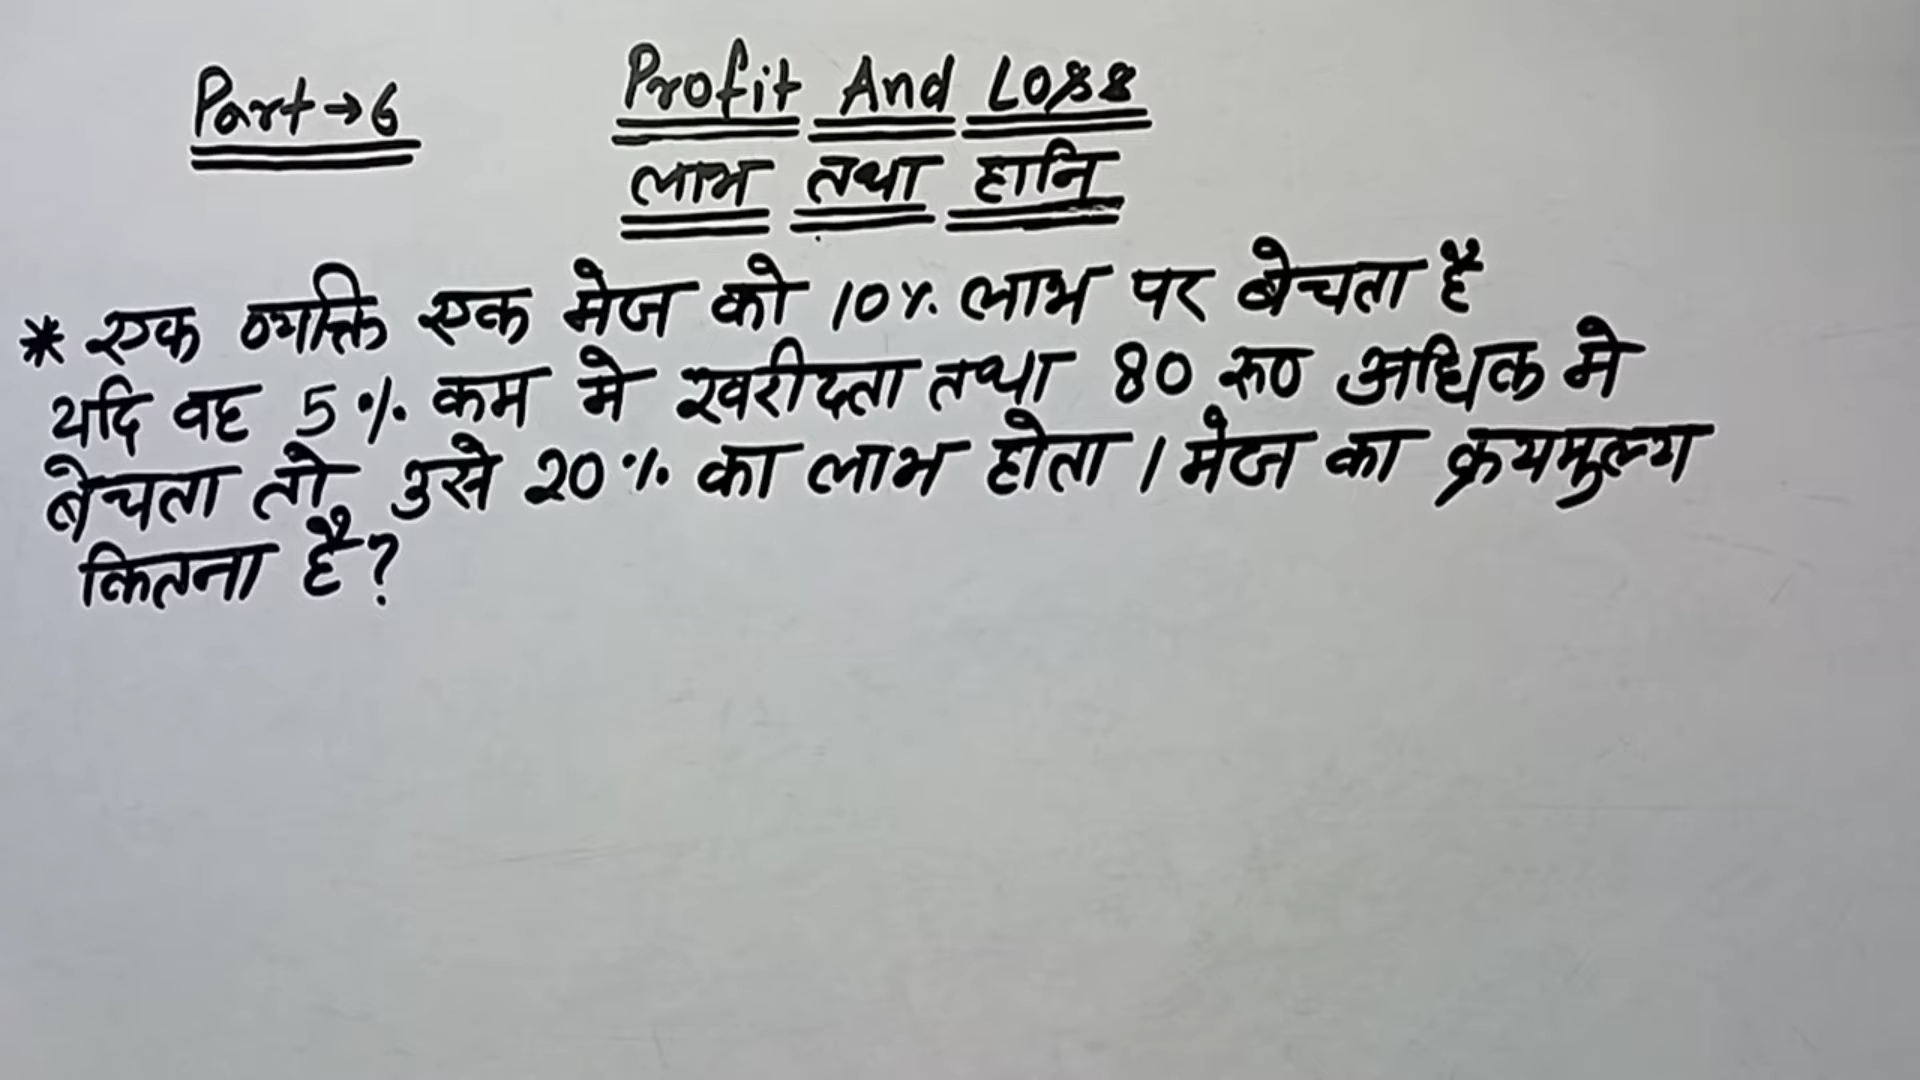 Part→6
Profit And Loss
लाभ तथा हानि
* एक व्यक्ति एक मेज को 10%. लाभ पर बेचता है
यदि वह 5%. कम मे खरीदता तथा 80 रू० अधिक मे
बेचता तो उसे 20%. का लाभ होता। मेज का क्रयमुल्य
कितना है?